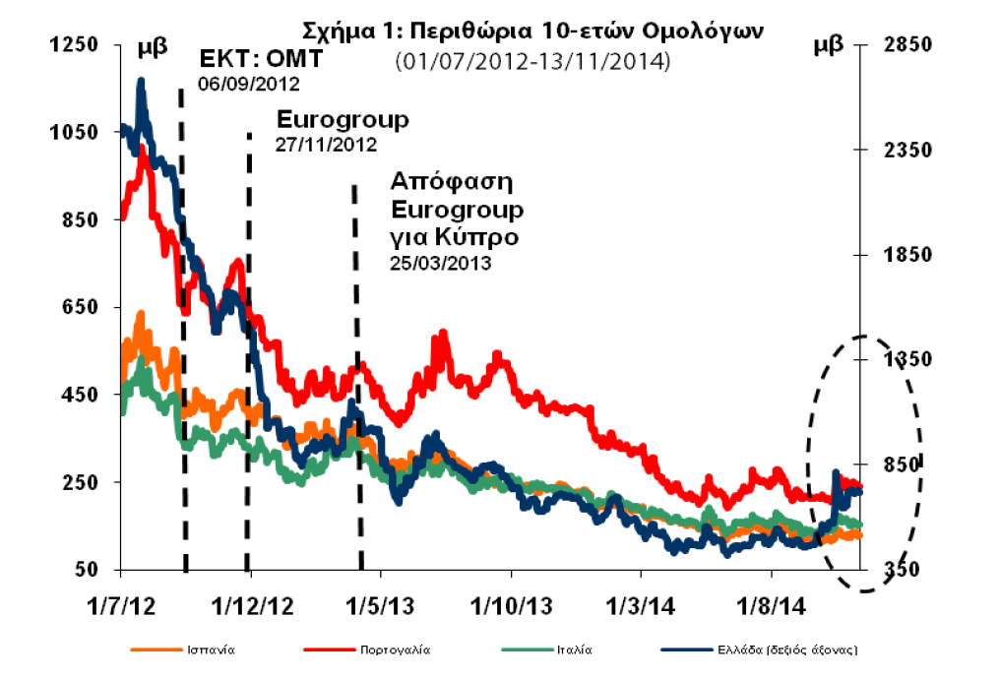 Σχήμα 1: Περιθώρια 10-ετών Ομολόγων
(01/07/2012-13/11/2014)
μβ
μβ
ΕΚΤ: ΟΜΤ
06/09/2012
Eurogroup
27/11/2012
Απόφαση
Eurogroup
για Κύπρο
25/03/2013
1250
1050
850
650
450
250
50
2850
2350
1850
1350
850
350
1/7/12
1/12/12
1/5/13
1/10/13
1/3/14
1/8/14
Ισπανία
Πορτογαλία
Ιταλία
Ελλάδα (δεξιός άξονας)